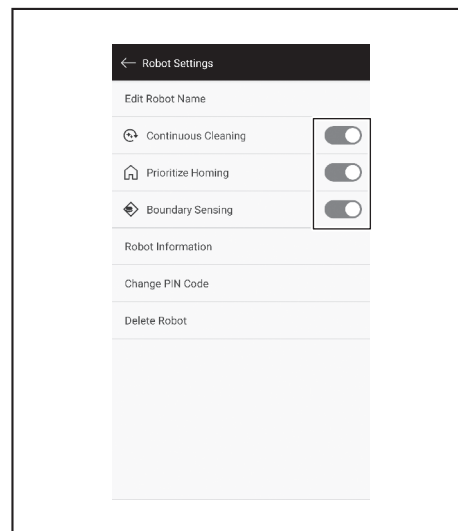 Robot Settings
Edit Robot Name
Continuous Cleaning
Prioritize Homing
Boundary Sensing
Robot Information
Change PIN Code
Delete Robot